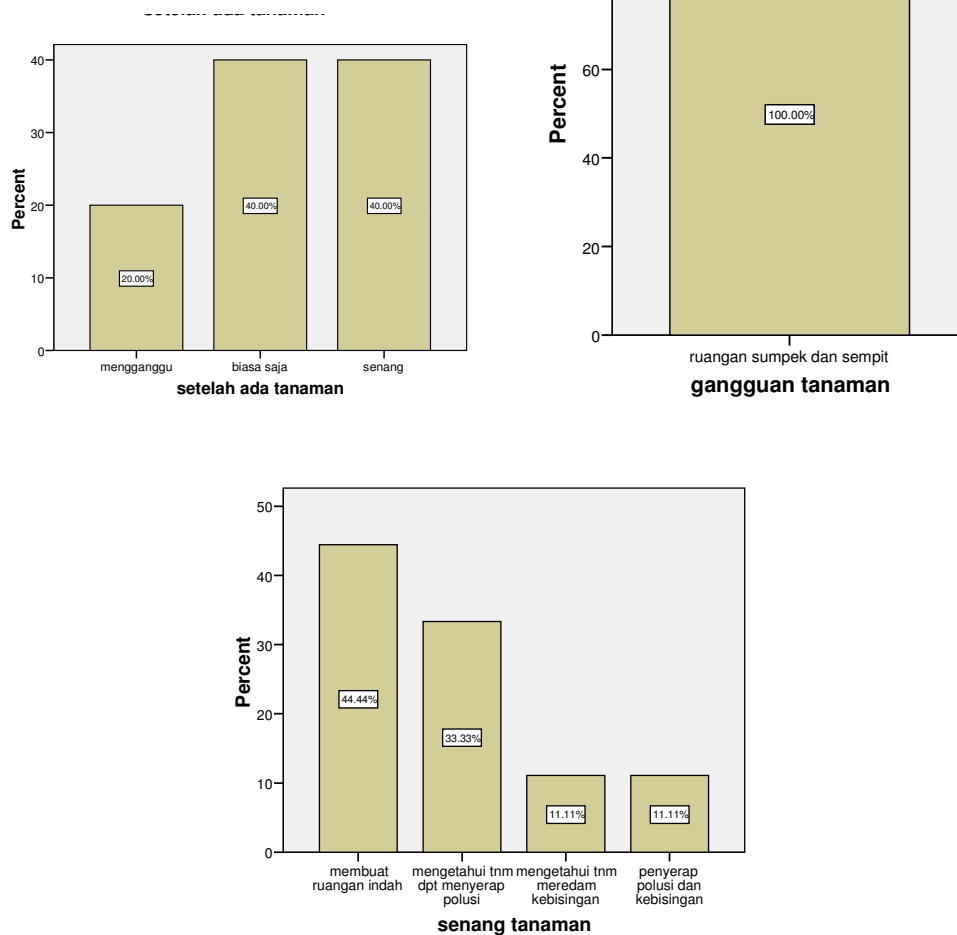 Percent
40
30
20
10
0
20.00%
40.00%
40.00%
mengganggu
biasa saja
senang
setelah ada tanaman
Percent
60
40
20
0
100.00%
ruangan sumpek dan sempit
gangguan tanaman
Percent
50
40
30
20
10
0
44.44%
33.33%
11.11%
11.11%
membuat
ruangan indah
mengetahui tnm
dpt menyerap
polusi
mengetahui tnm
meredam
kebisingan
penyerap
polusi dan
kebisingan
senang tanaman